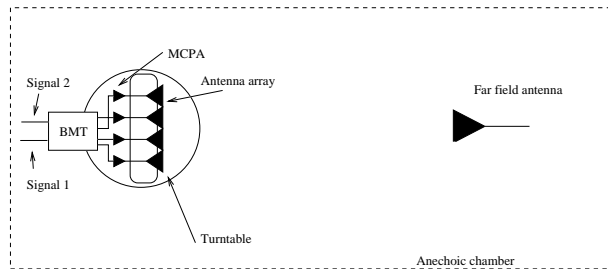 MCPA
Signal 2
Antenna array
Far field antenna
BMT
Signal 1
Turntable
Anechoic chamber